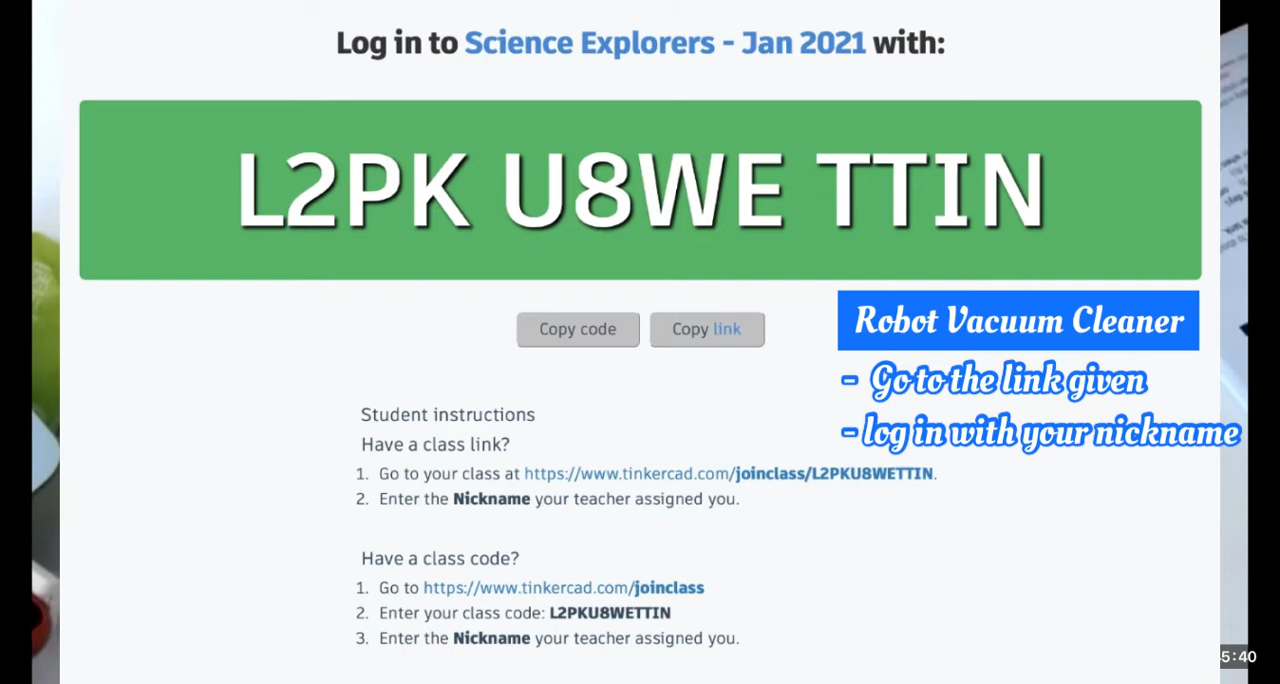 Log in to Science Explorers - Jan 2021 with:
L2PK U8WE TTIN
Copy code
Copy link
Robot Vacuum Cleaner
- Go to the link given
- log in with your nickname
Student instructions
Have a class link?
1. Go to your class at https://www.tinkercad.com/joinclass/L2PKU8WETTIN.
2. Enter the Nickname your teacher assigned you.
Have a class code?
1. Go to https://www.tinkercad.com/joinclass
2. Enter your class code: L2PKU8WETTIN
3. Enter the Nickname your teacher assigned you.
5:40